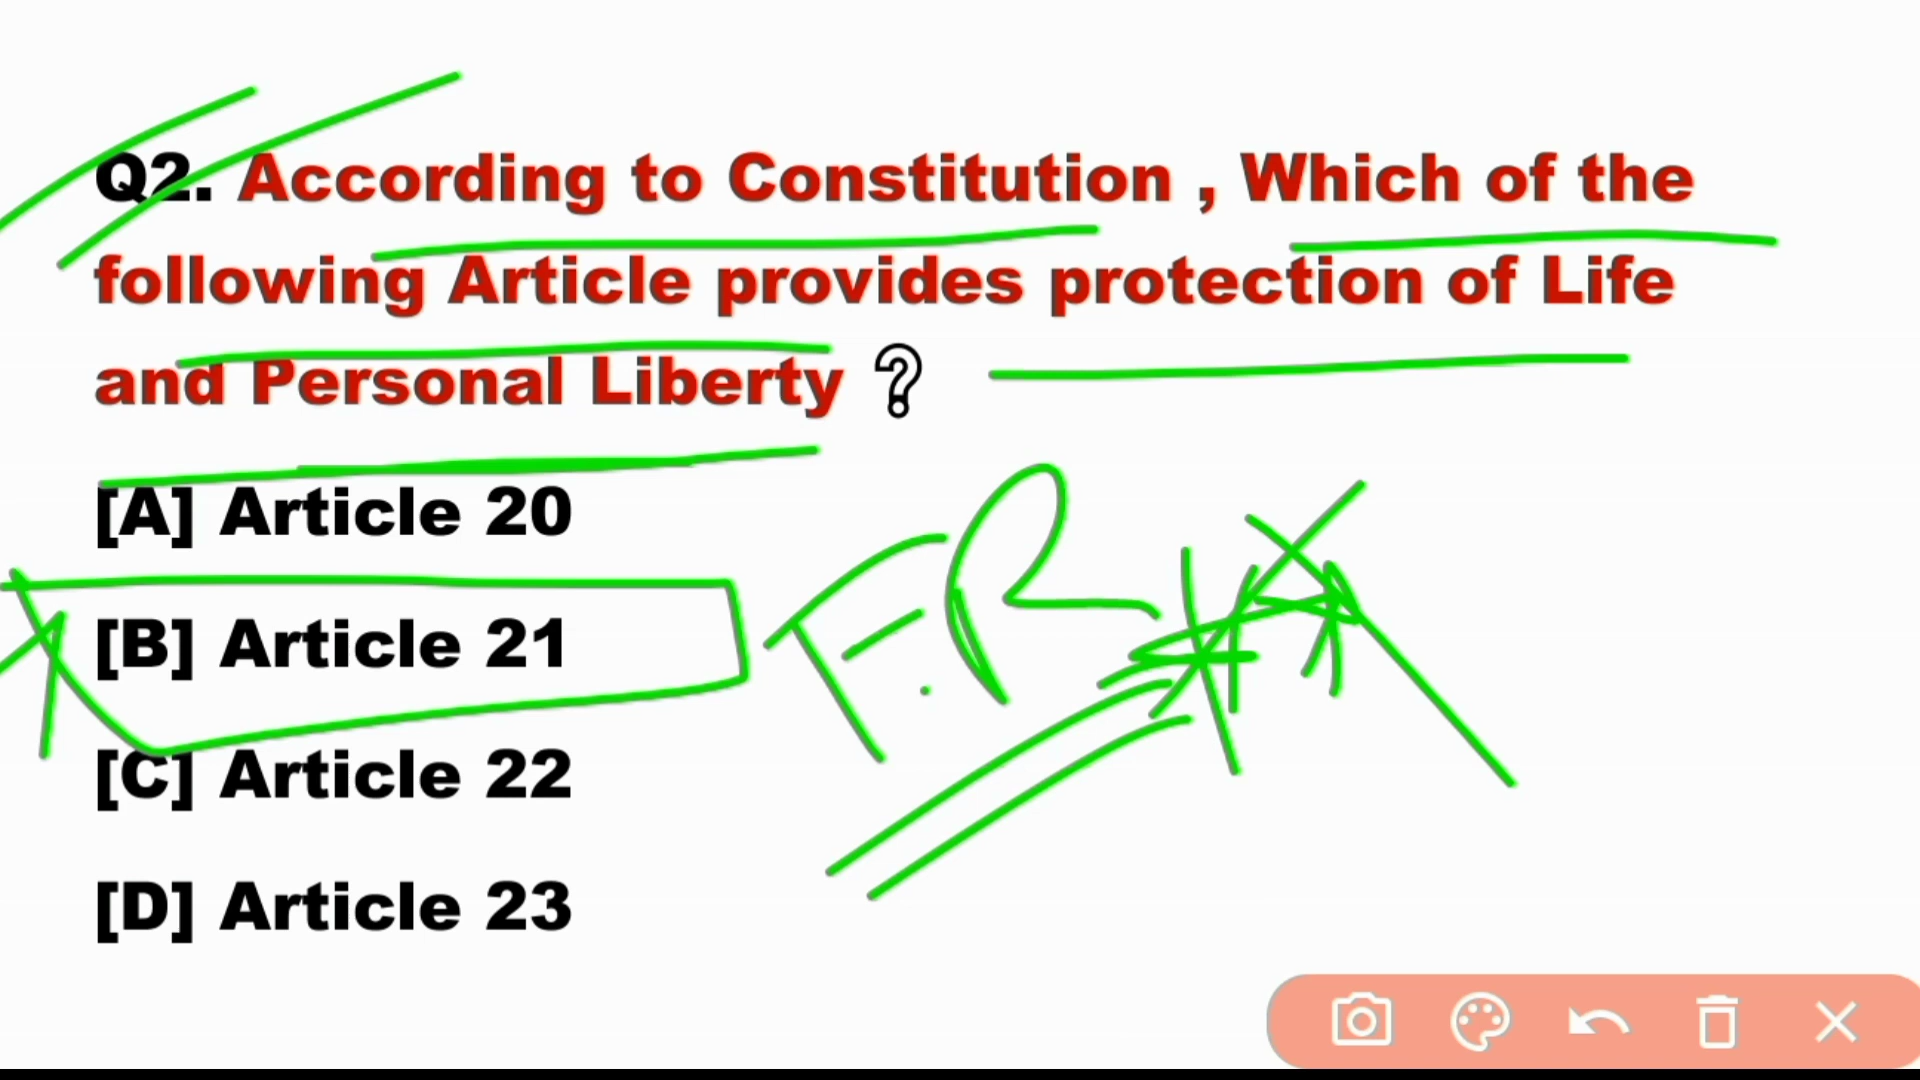 Q2. According to Constitution , Which of the
following Article provides protection of Life
and Personal Liberty ?
[A] Article 20
[B] Article 21
F.R
[C] Article 22
[D] Article 23